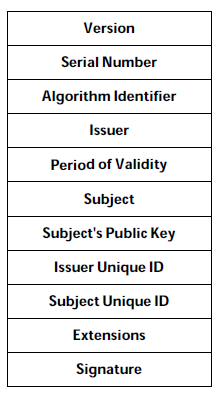 Version
Serial Number
Algorithm Identifier
Issuer
Period of Validity
Subject
Subject's Public Key
Issuer Unique ID
Subject Unique ID
Extensions
Signature